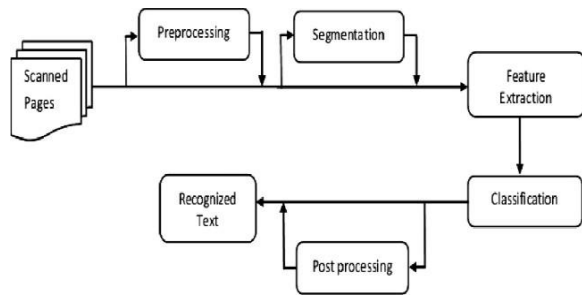 Preprocessing
Segmentation
Scanned
Pages
Feature
Extraction
Classification
Recognized
Text
Post processing